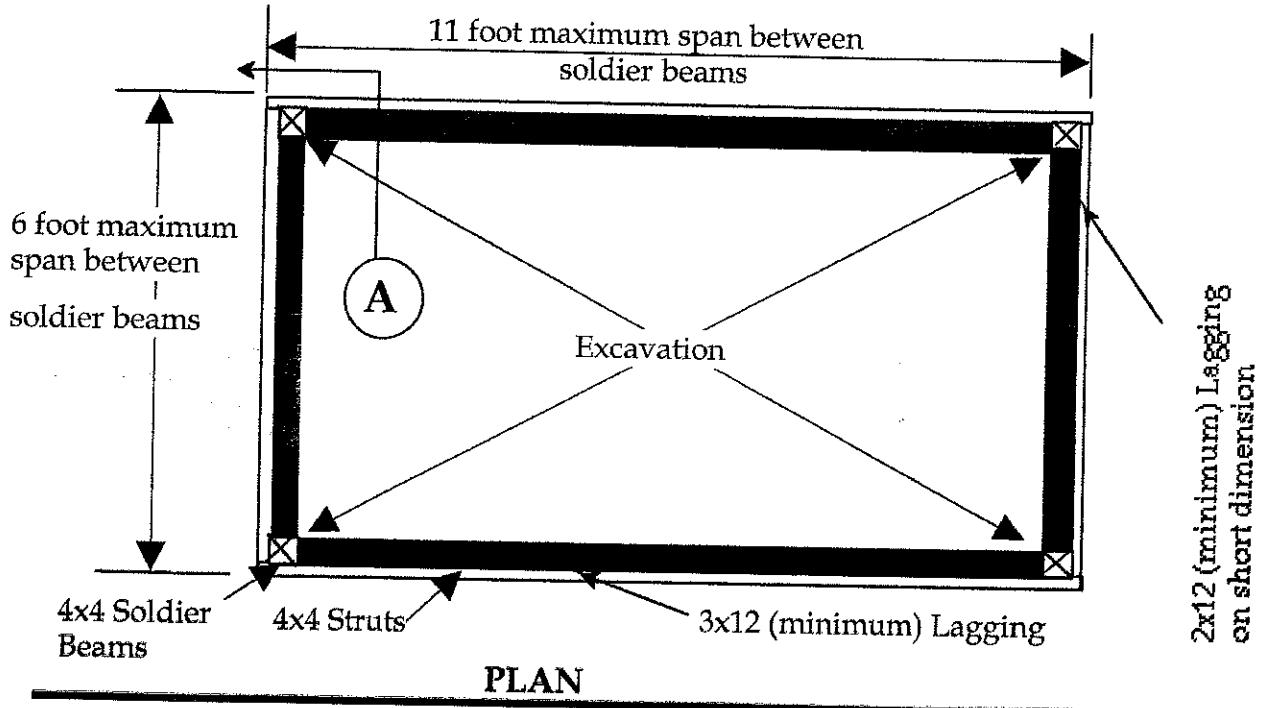 11 foot maximum span between
soldier beams
6 foot maximum
span between
soldier beams
A
Excavation
2x12 (minimum) Lagging
on short dimension
4x4 Soldier
Beams
4x4 Struts
3x12 (minimum) Lagging
PLAN